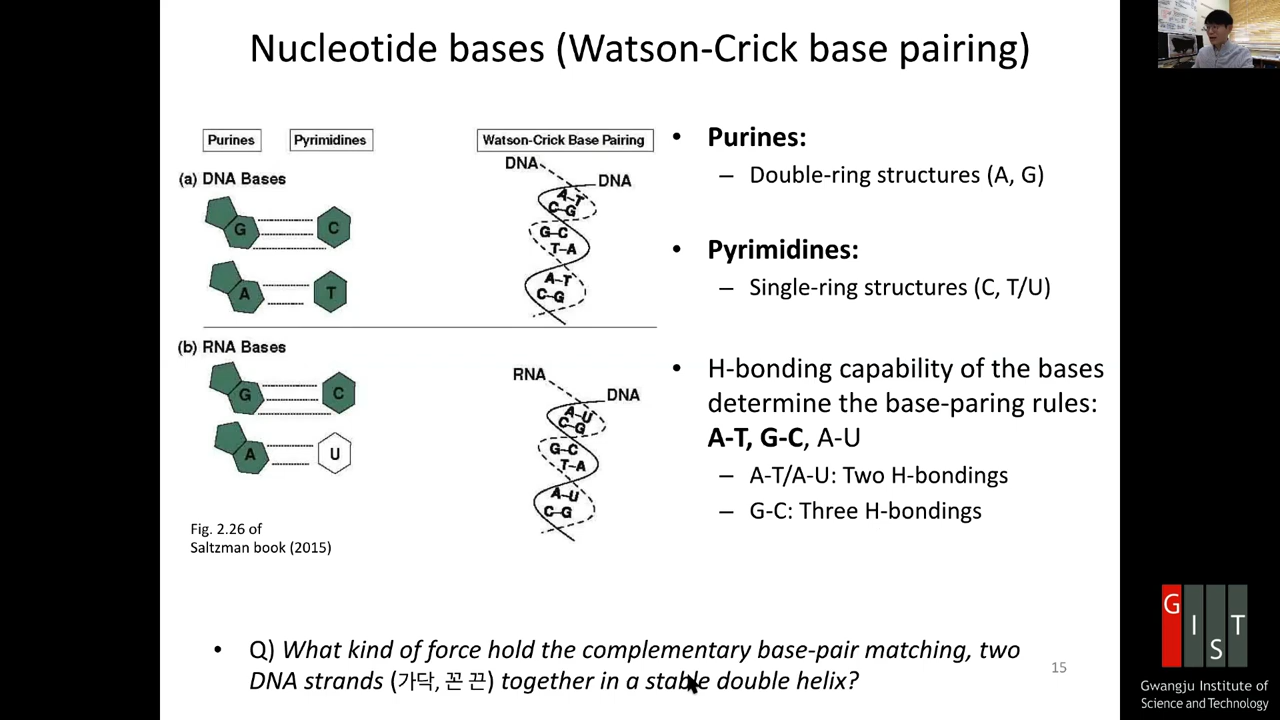 Nucleotide bases (Watson-Crick base pairing)
Purines
Pyrimidines
Watson-Crick Base Pairing
(a) DNA Bases
G
C
A
T
DNA
DNA
A-T
C-G
G-C
T-A
A-T
C-G
(b) RNA Bases
G
C
A
U
RNA
DNA
A-U
C-G
G-C
T-A
A-U
C-G
Fig. 2.26 of
Saltzman book (2015)
• Purines:
– Double-ring structures (A, G)
• Pyrimidines:
– Single-ring structures (C, T/U)
• H-bonding capability of the bases
determine the base-paring rules:
A-T, G-C, A-U
– A-T/A-U: Two H-bondings
– G-C: Three H-bondings
• Q) What kind of force hold the complementary base-pair matching, two
DNA strands (가닥, 꼰 끈) together in a stable double helix?
15
GIST
Gwangju Institute of
Science and Technology